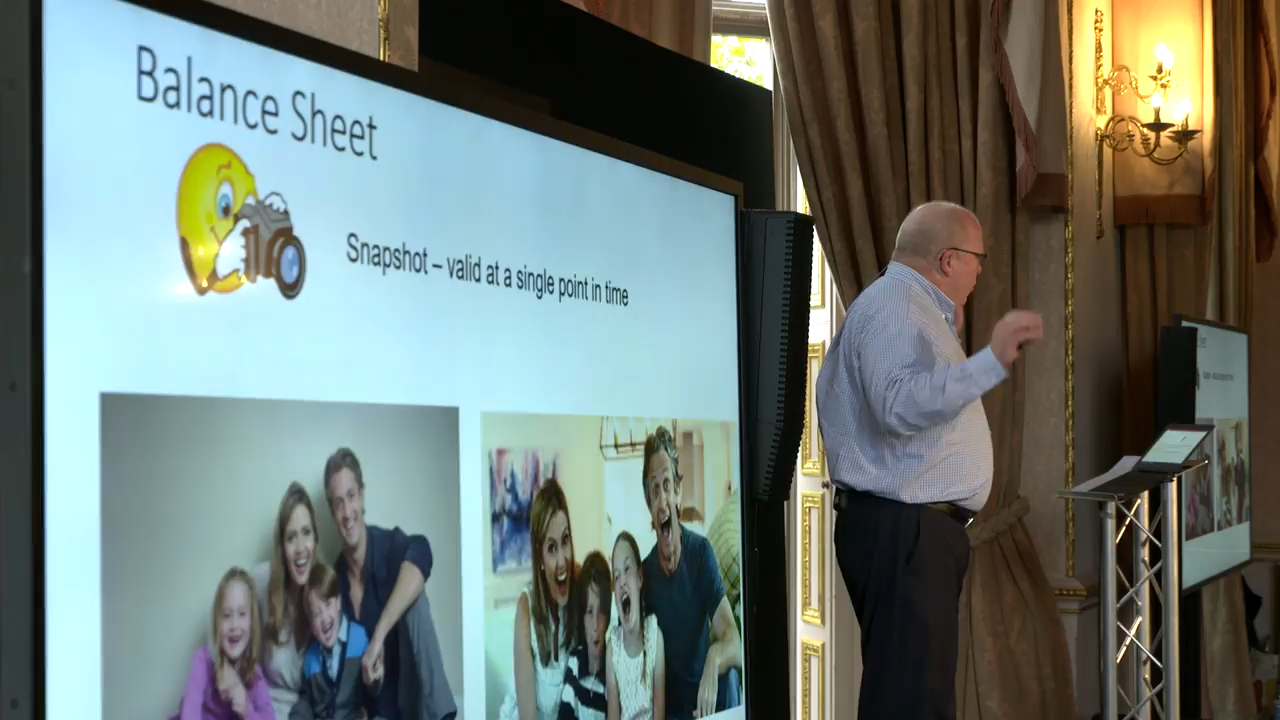 Balance Sheet
Snapshot – valid at a single point in time